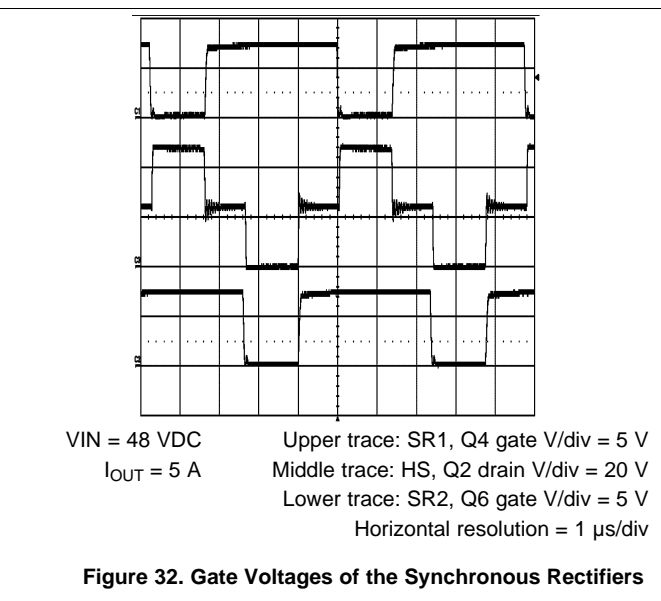 VIN = 48 VDC
I_OUT = 5 A
Upper trace: SR1, Q4 gate V/div = 5 V
Middle trace: HS, Q2 drain V/div = 20 V
Lower trace: SR2, Q6 gate V/div = 5 V
Horizontal resolution = 1 µs/div
Figure 32. Gate Voltages of the Synchronous Rectifiers